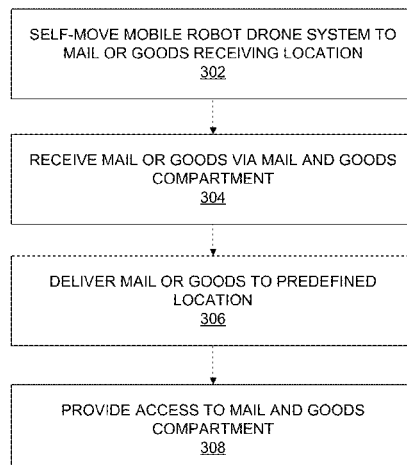 SELF-MOVE MOBILE ROBOT DRONE SYSTEM TO
MAIL OR GOODS RECEIVING LOCATION
302
RECEIVE MAIL OR GOODS VIA MAIL AND GOODS
COMPARTMENT
304
DELIVER MAIL OR GOODS TO PREDEFINED
LOCATION
306
PROVIDE ACCESS TO MAIL AND GOODS
COMPARTMENT
308